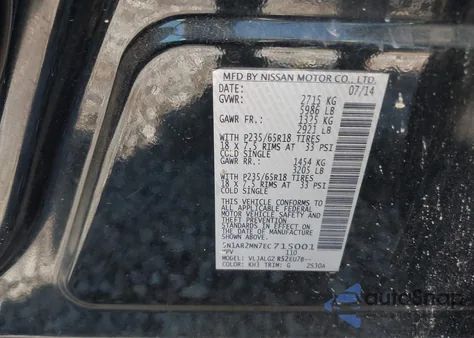 MFD BY NISSAN MOTOR CO., LTD.
DATE: 07/14
GVWR: 2715 KG
5986 LB
GAWR FR.: 1325 KG
2921 LB
WITH P235/65R18 TIRES
18 X 7.5 RIMS AT 33 PSI
COLD SINGLE
GAWR RR.: 1454 KG
3205 LB
WITH P235/65R18 TIRES
18 X 7.5 RIMS AT 33 PSI
COLD SINGLE
THIS VEHICLE CONFORMS TO
ALL APPLICABLE FEDERAL
MOTOR VEHICLE SAFETY
STANDARDS IN EFFECT ON
THE DATE OF MANUFACTURE
SHOWN ABOVE.
5N1AR2MN7EC715001
MPV 110
MODEL:
COLOR: KH3 TRIM: G 2530A
autoSnap